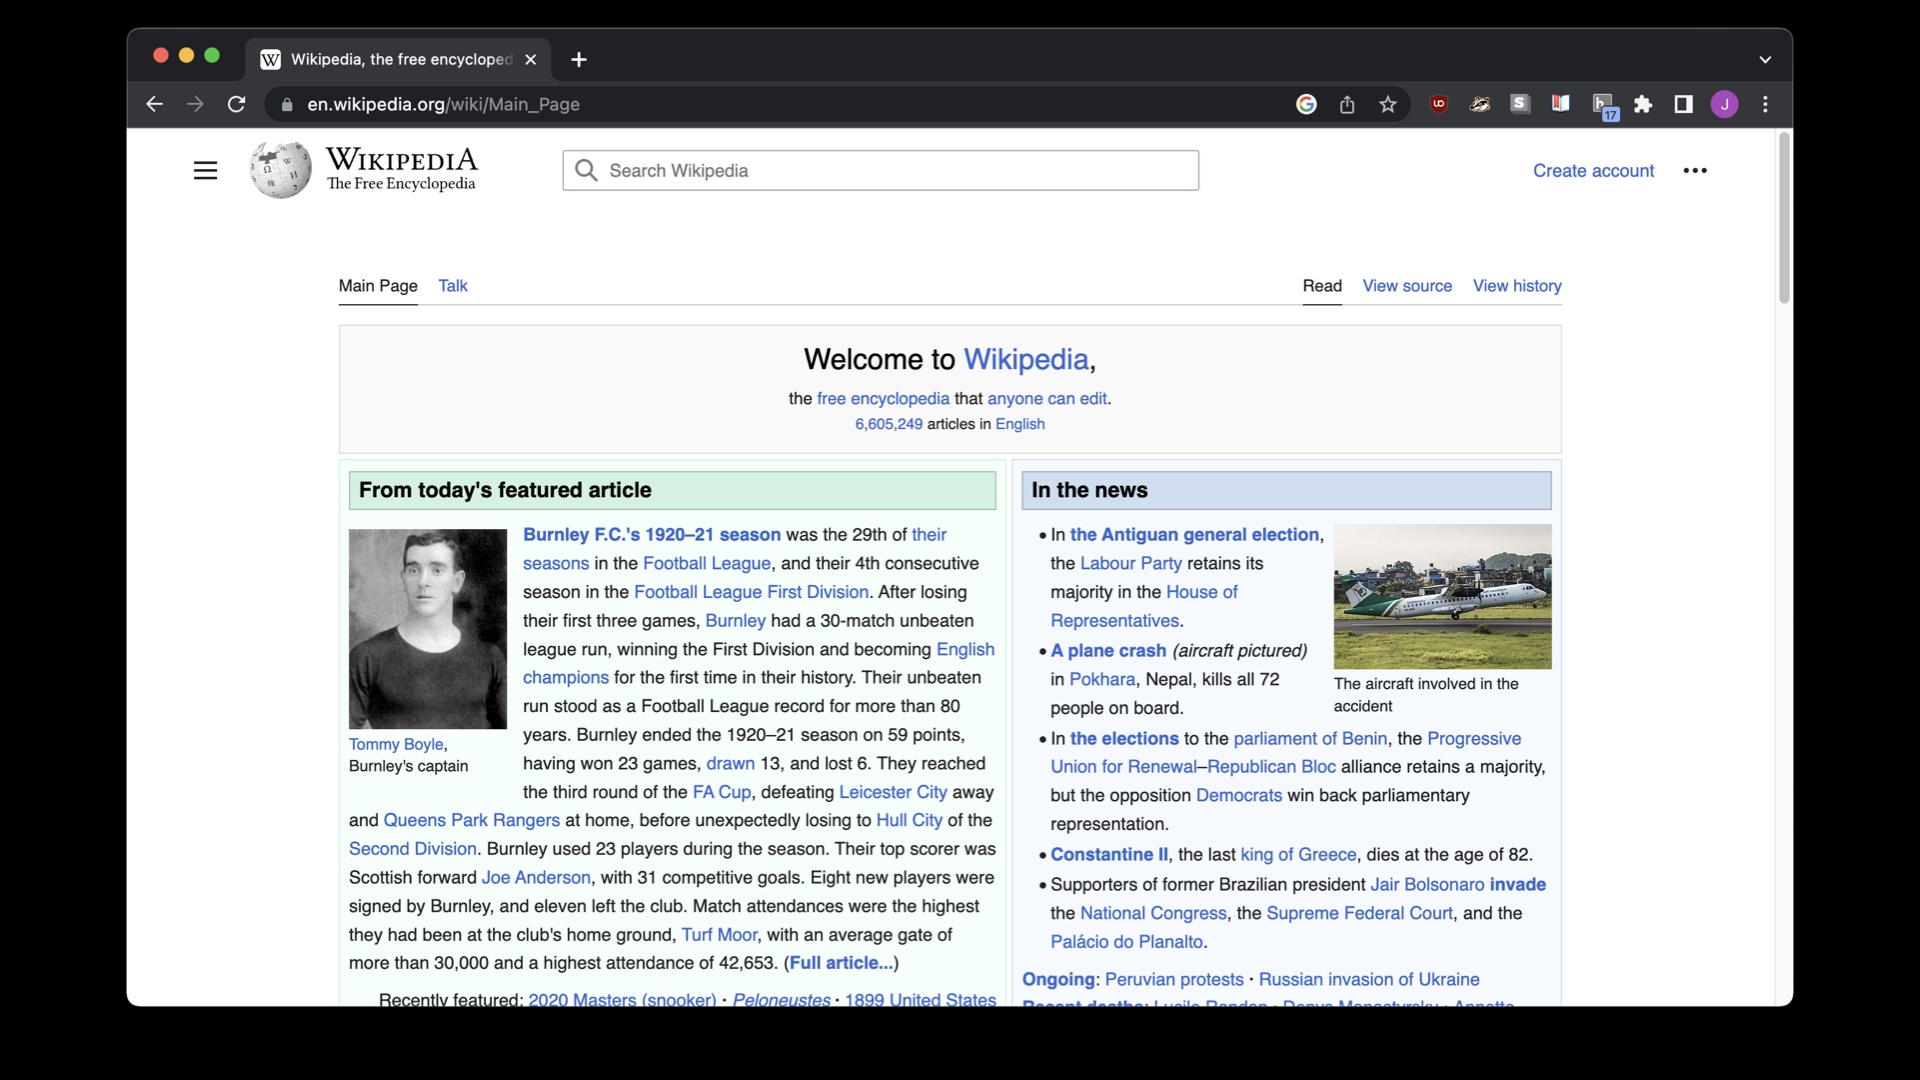 Wikipedia, the free encycloped
en.wikipedia.org/wiki/Main_Page
17
J
WIKIPEDIA
The Free Encyclopedia
Search Wikipedia
Create account
Main Page Talk
Read View source View history
Welcome to Wikipedia,
the free encyclopedia that anyone can edit.
6,605,249 articles in English
From today's featured article
Burnley F.C.'s 1920–21 season was the 29th of their
seasons in the Football League, and their 4th consecutive
season in the Football League First Division. After losing
their first three games, Burnley had a 30-match unbeaten
league run, winning the First Division and becoming English
champions for the first time in their history. Their unbeaten
run stood as a Football League record for more than 80
years. Burnley ended the 1920–21 season on 59 points,
having won 23 games, drawn 13, and lost 6. They reached
the third round of the FA Cup, defeating Leicester City away
and Queens Park Rangers at home, before unexpectedly losing to Hull City of the
Second Division. Burnley used 23 players during the season. Their top scorer was
Scottish forward Joe Anderson, with 31 competitive goals. Eight new players were
signed by Burnley, and eleven left the club. Match attendances were the highest
they had been at the club's home ground, Turf Moor, with an average gate of
more than 30,000 and a highest attendance of 42,653. (Full article...)
Tommy Boyle,
Burnley's captain
Recently featured: 2020 Masters (snooker) · Peloneustes · 1899 United States
In the news
• In the Antiguan general election,
the Labour Party retains its
majority in the House of
Representatives.
• A plane crash (aircraft pictured)
in Pokhara, Nepal, kills all 72
people on board.
The aircraft involved in the
accident
• In the elections to the parliament of Benin, the Progressive
Union for Renewal–Republican Bloc alliance retains a majority,
but the opposition Democrats win back parliamentary
representation.
• Constantine II, the last king of Greece, dies at the age of 82.
• Supporters of former Brazilian president Jair Bolsonaro invade
the National Congress, the Supreme Federal Court, and the
Palácio do Planalto.
Ongoing: Peruvian protests · Russian invasion of Ukraine
Recent deaths: Lucile Randon · Denys Monastyrsky · Annette